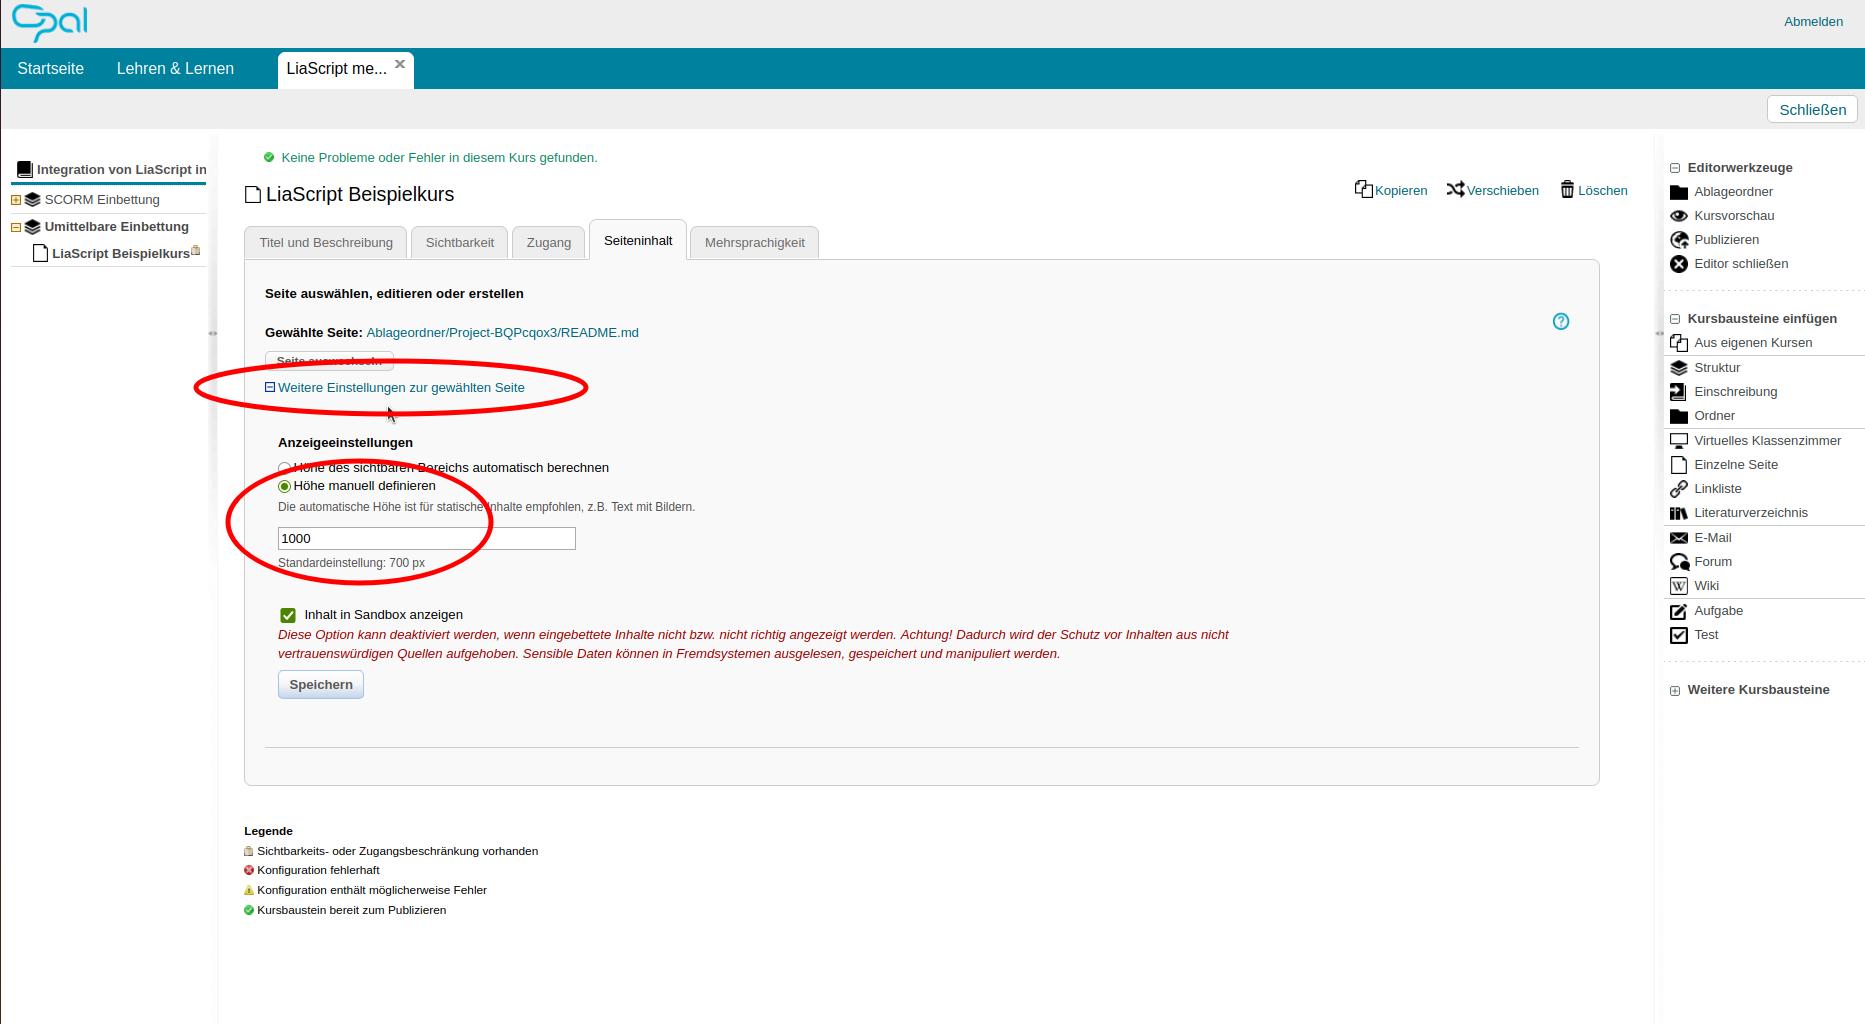 Opal
Abmelden
Startseite
Lehren & Lernen
LiaScript me...
Schließen
Integration von LiaScript in
SCORM Einbettung
Umittelbare Einbettung
LiaScript Beispielkurs
Keine Probleme oder Fehler in diesem Kurs gefunden.
LiaScript Beispielkurs
Kopieren
Verschieben
Löschen
Titel und Beschreibung
Sichtbarkeit
Zugang
Seiteninhalt
Mehrsprachigkeit
Seite auswählen, editieren oder erstellen
Gewählte Seite: Ablageordner/Project-BQPcqox3/README.md
Seite auswechseln
Weitere Einstellungen zur gewählten Seite
Anzeigeeinstellungen
Höhe des sichtbaren Bereichs automatisch berechnen
Höhe manuell definieren
Die automatische Höhe ist für statische Inhalte empfohlen, z.B. Text mit Bildern.
1000
Standardeinstellung: 700 px
Inhalt in Sandbox anzeigen
Diese Option kann deaktiviert werden, wenn eingebettete Inhalte nicht bzw. nicht richtig angezeigt werden. Achtung! Dadurch wird der Schutz vor Inhalten aus nicht
vertrauenswürdigen Quellen aufgehoben. Sensible Daten können in Fremdsystemen ausgelesen, gespeichert und manipuliert werden.
Speichern
Legende
Sichtbarkeits- oder Zugangsbeschränkung vorhanden
Konfiguration fehlerhaft
Konfiguration enthält möglicherweise Fehler
Kursbaustein bereit zum Publizieren
Editorwerkzeuge
Ablageordner
Kursvorschau
Publizieren
Editor schließen
Kursbausteine einfügen
Aus eigenen Kursen
Struktur
Einschreibung
Ordner
Virtuelles Klassenzimmer
Einzelne Seite
Linkliste
Literaturverzeichnis
E-Mail
Forum
Wiki
Aufgabe
Test
Weitere Kursbausteine